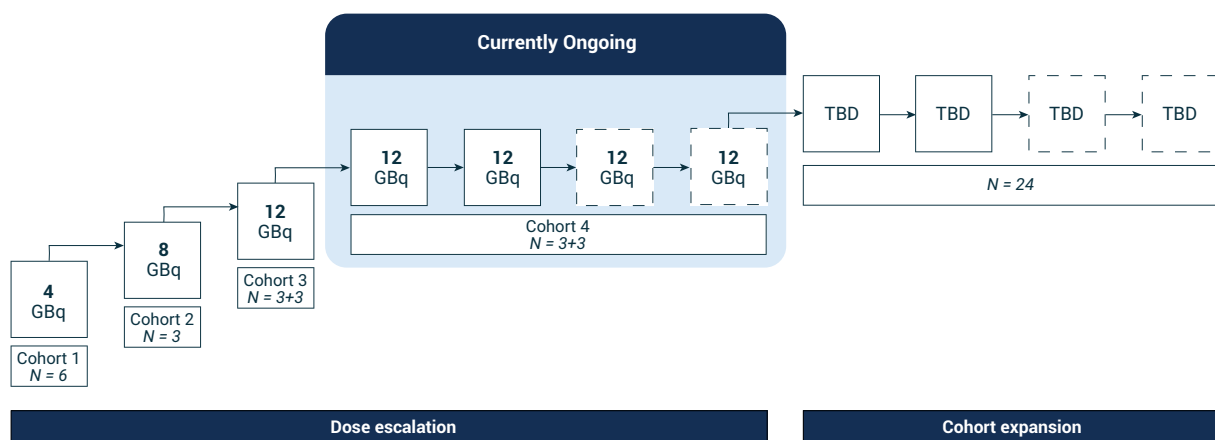 Currently Ongoing
4
GBq
Cohort 1
N = 6
8
GBq
Cohort 2
N = 3
12
GBq
Cohort 3
N = 3+3
12
GBq
12
GBq
12
GBq
12
GBq
Cohort 4
N = 3+3
TBD
TBD
TBD
TBD
N = 24
Dose escalation
Cohort expansion